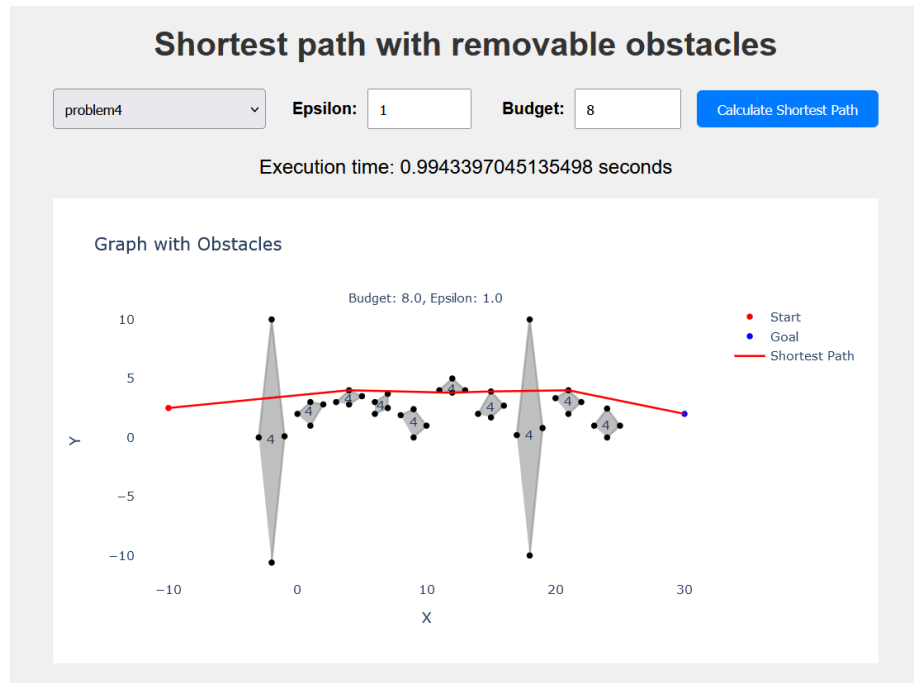 Shortest path with removable obstacles
problem4 Epsilon: 1 Budget: 8 Calculate Shortest Path
Execution time: 0.9943397045135498 seconds
Graph with Obstacles
Budget: 8.0, Epsilon: 1.0
Start
Goal
Shortest Path
10
5
0
−5
−10
Y
4
4
4
4
4
4
4
4
4
4
−10 0 10 20 30
X